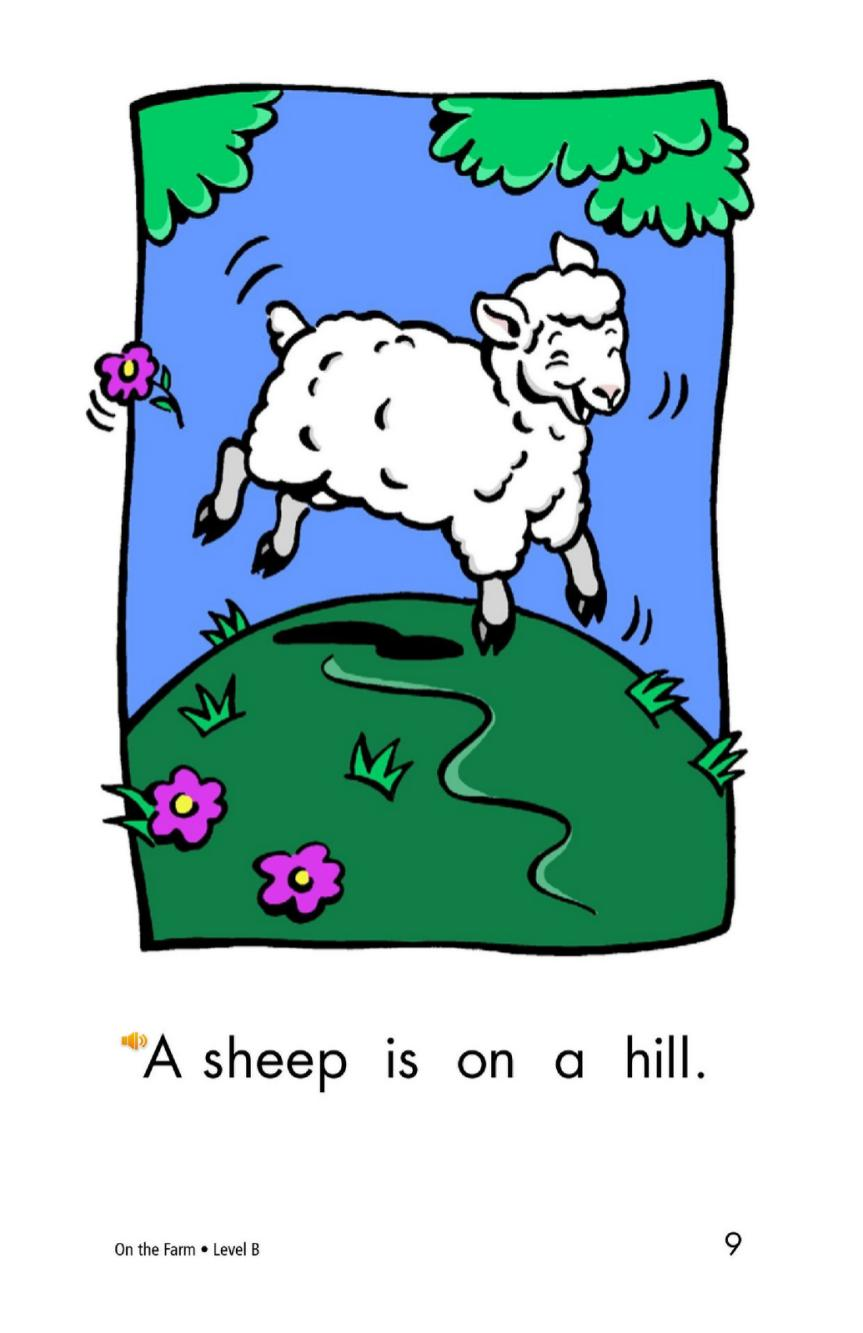 A sheep is on a hill.
On the Farm • Level B 9